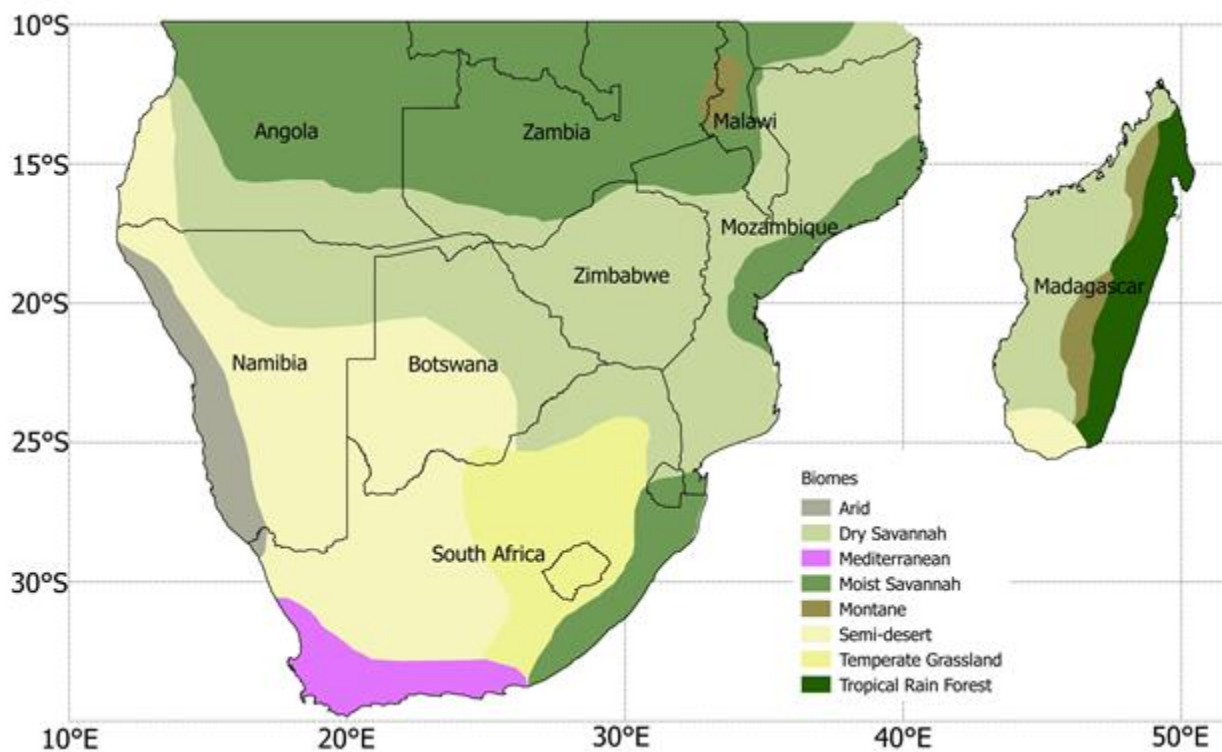 10°S
Angola
Zambia
Malawi
15°S
Mozambique
Zimbabwe
Madagascar
20°S
Namibia
Botswana
25°S
Biomes
Arid
Dry Savannah
South Africa
Mediterranean
30°S
Moist Savannah
Montane
Semi-desert
Temperate Grassland
Tropical Rain Forest
10°E 20°E 30°E 40°E 50°E